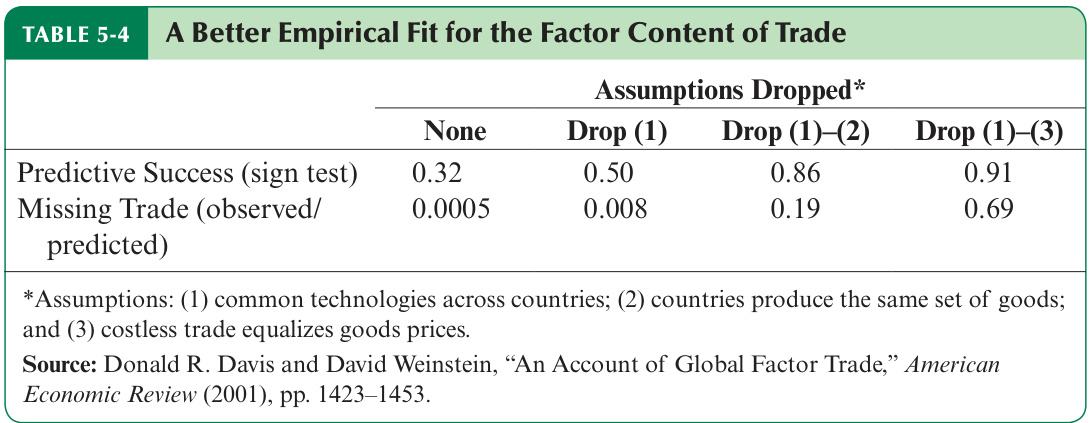 TABLE 5-4 A Better Empirical Fit for the Factor Content of Trade
Assumptions Dropped*
None Drop (1) Drop (1)–(2) Drop (1)–(3)
Predictive Success (sign test) 0.32 0.50 0.86 0.91
Missing Trade (observed/ 0.0005 0.008 0.19 0.69
predicted)
*Assumptions: (1) common technologies across countries; (2) countries produce the same set of goods;
and (3) costless trade equalizes goods prices.
Source: Donald R. Davis and David Weinstein, “An Account of Global Factor Trade,” American
Economic Review (2001), pp. 1423–1453.